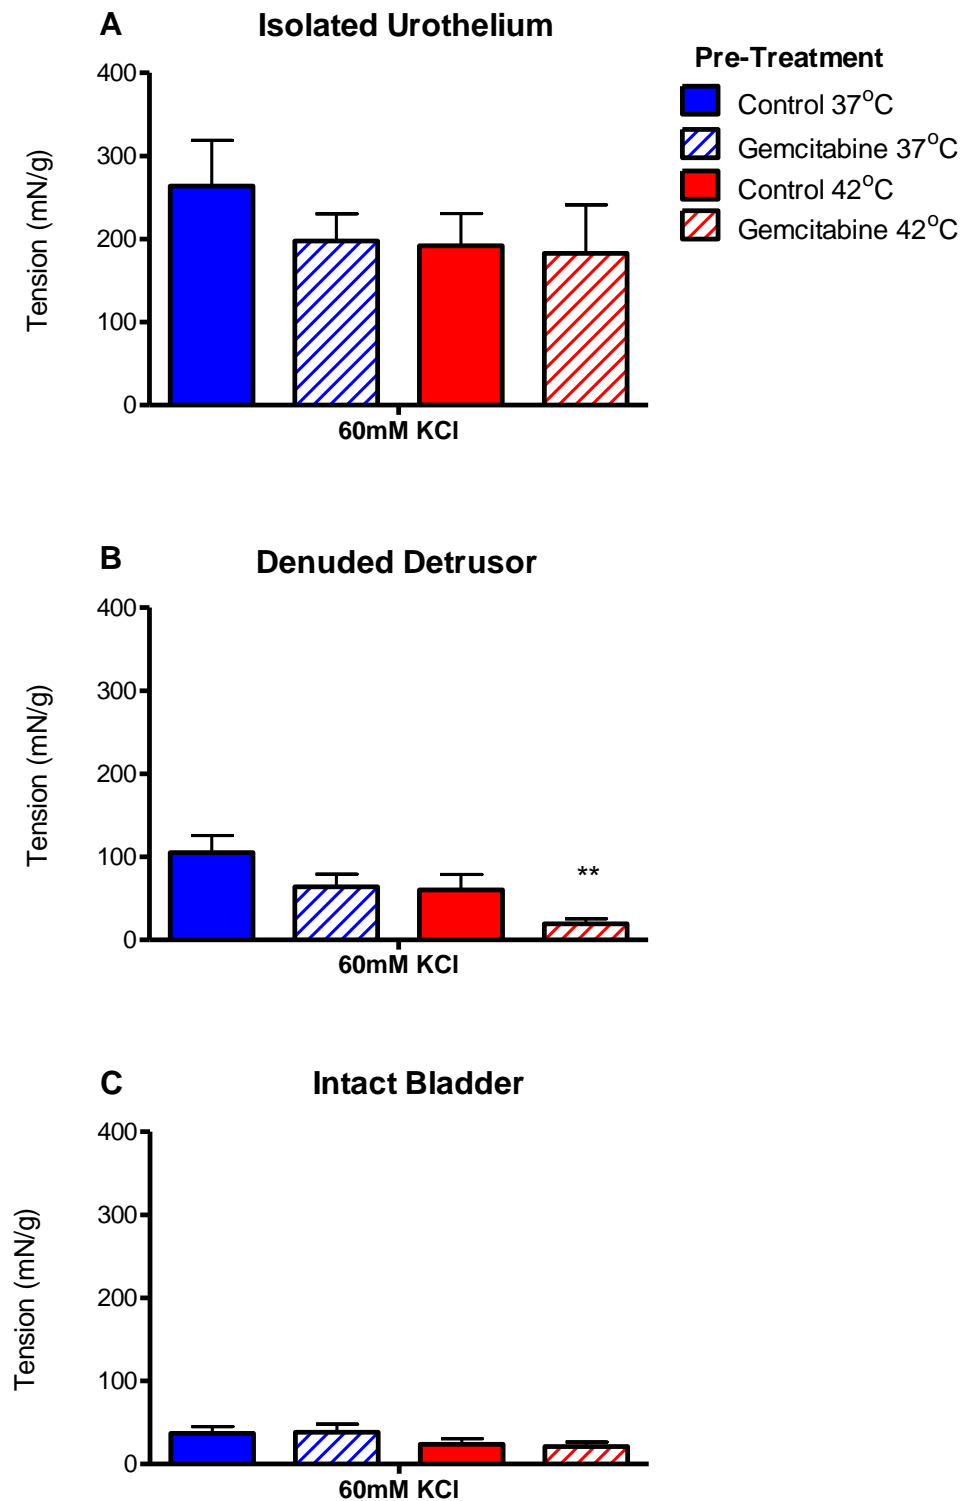 A
Isolated Urothelium
Pre-Treatment
Control 37°C
Gemcitabine 37°C
Control 42°C
Gemcitabine 42°C
Tension (mN/g)
400
300
200
100
0
60mM KCl
B
Denuded Detrusor
Tension (mN/g)
400
300
200
100
0
**
60mM KCl
C
Intact Bladder
Tension (mN/g)
400
300
200
100
0
60mM KCl